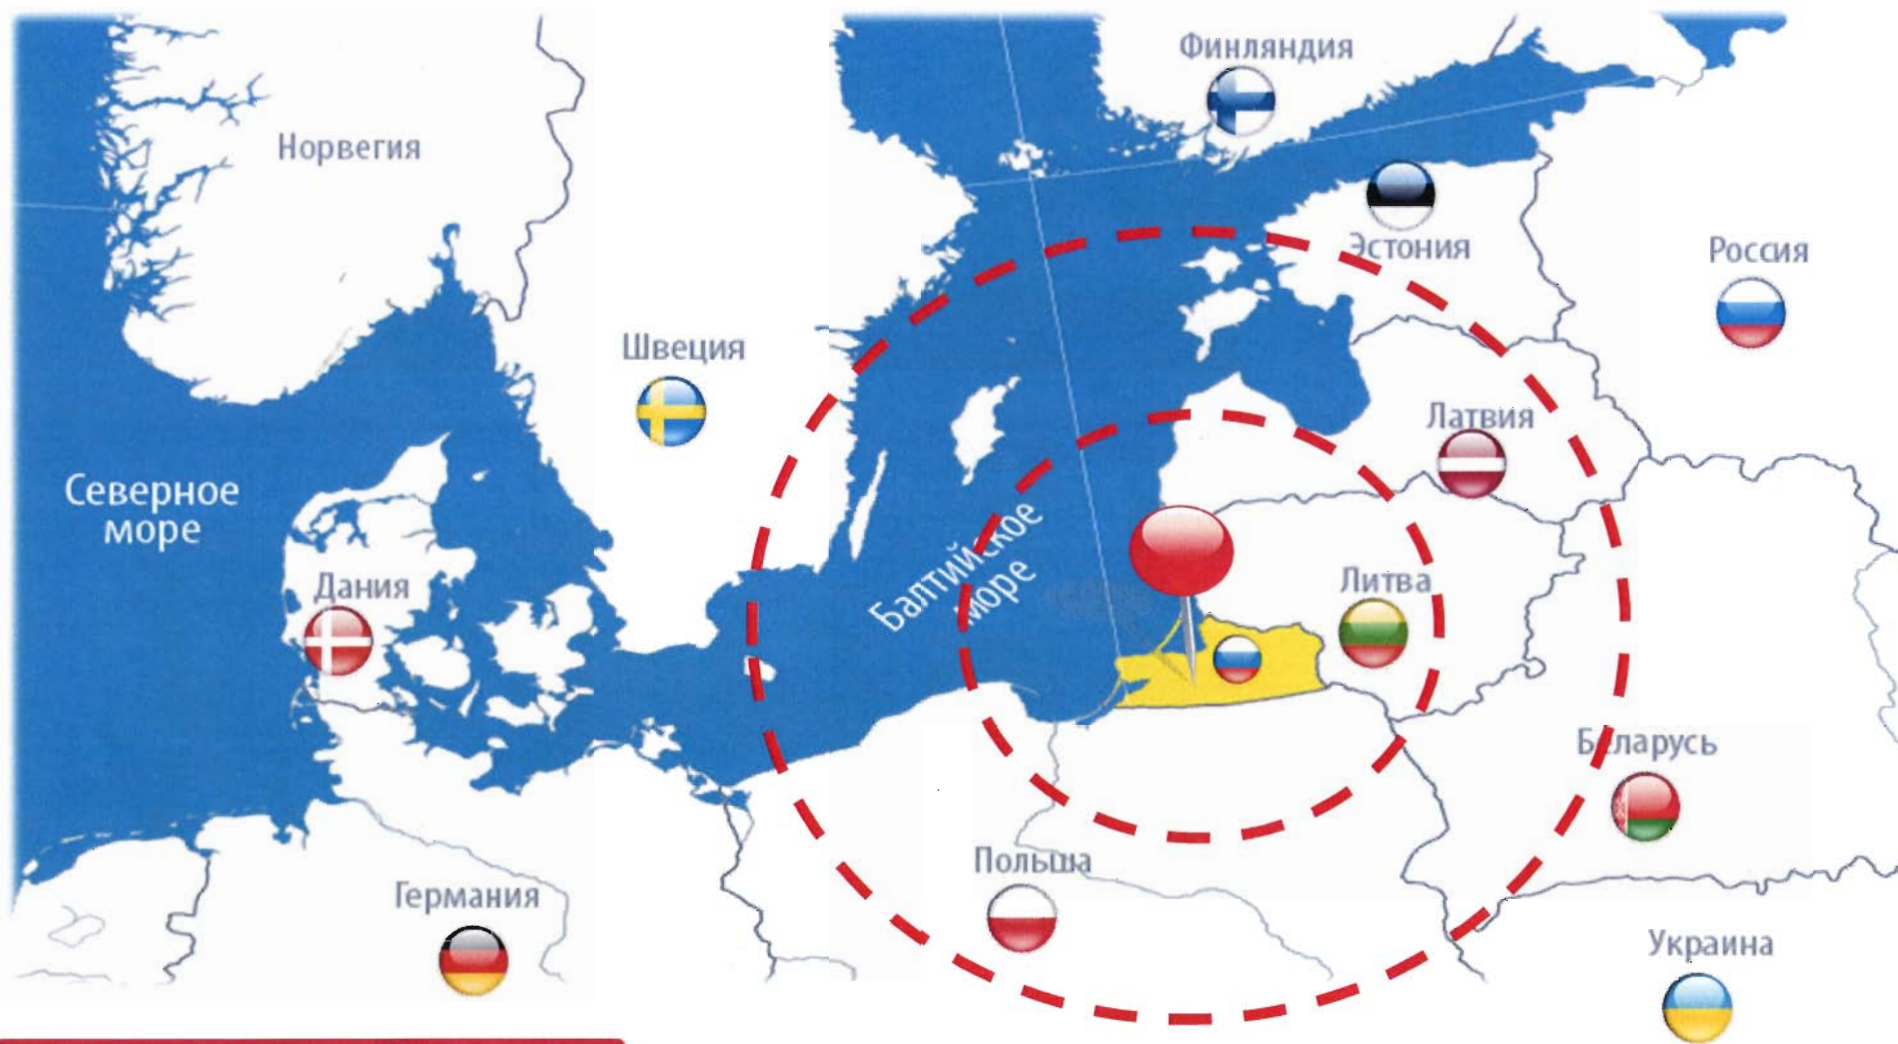 Финляндия
Норвегия
Эстония
Россия
Швеция
Латвия
Северное
море
Балтийское
море
Дания
Литва
Беларусь
Польша
Германия
Украина